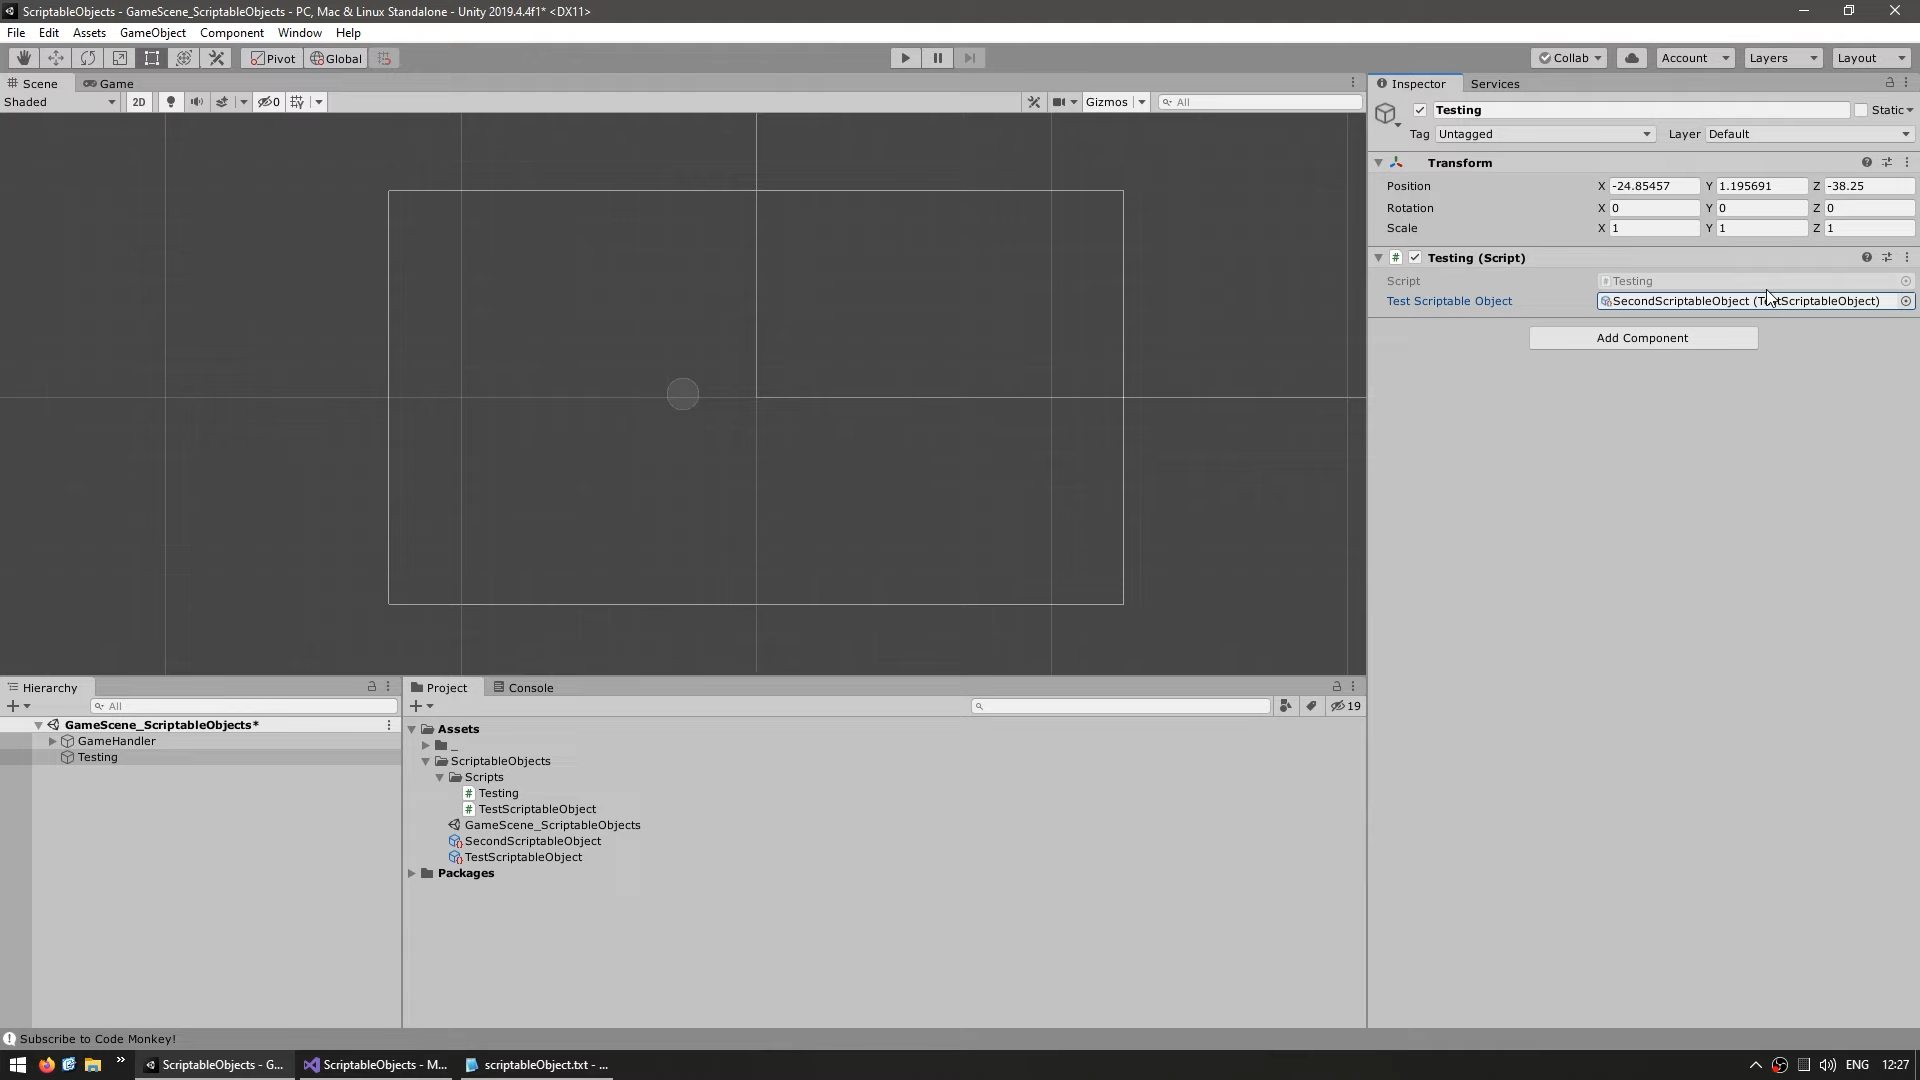 ScriptableObjects - GameScene_ScriptableObjects - PC, Mac & Linux Standalone - Unity 2019.4.4f1* <DX11>
File Edit Assets GameObject Component Window Help
Pivot Global Collab Account Layers Layout
Scene Game
Shaded 2D 0 Gizmos All
Inspector Services
Testing Static
Tag Untagged Layer Default
Transform
Position X -24.85457 Y 1.195691 Z -38.25
Rotation X 0 Y 0 Z 0
Scale X 1 Y 1 Z 1
# Testing (Script)
Script Testing
Test Scriptable Object SecondScriptableObject (TestScriptableObject)
Add Component
Hierarchy
All
GameScene_ScriptableObjects*
GameHandler
Testing
Project Console
19
Assets
_
ScriptableObjects
Scripts
# Testing
# TestScriptableObject
GameScene_ScriptableObjects
SecondScriptableObject
TestScriptableObject
Packages
Subscribe to Code Monkey!
» ScriptableObjects - G... ScriptableObjects - M... scriptableObject.txt - ... ENG 12:27